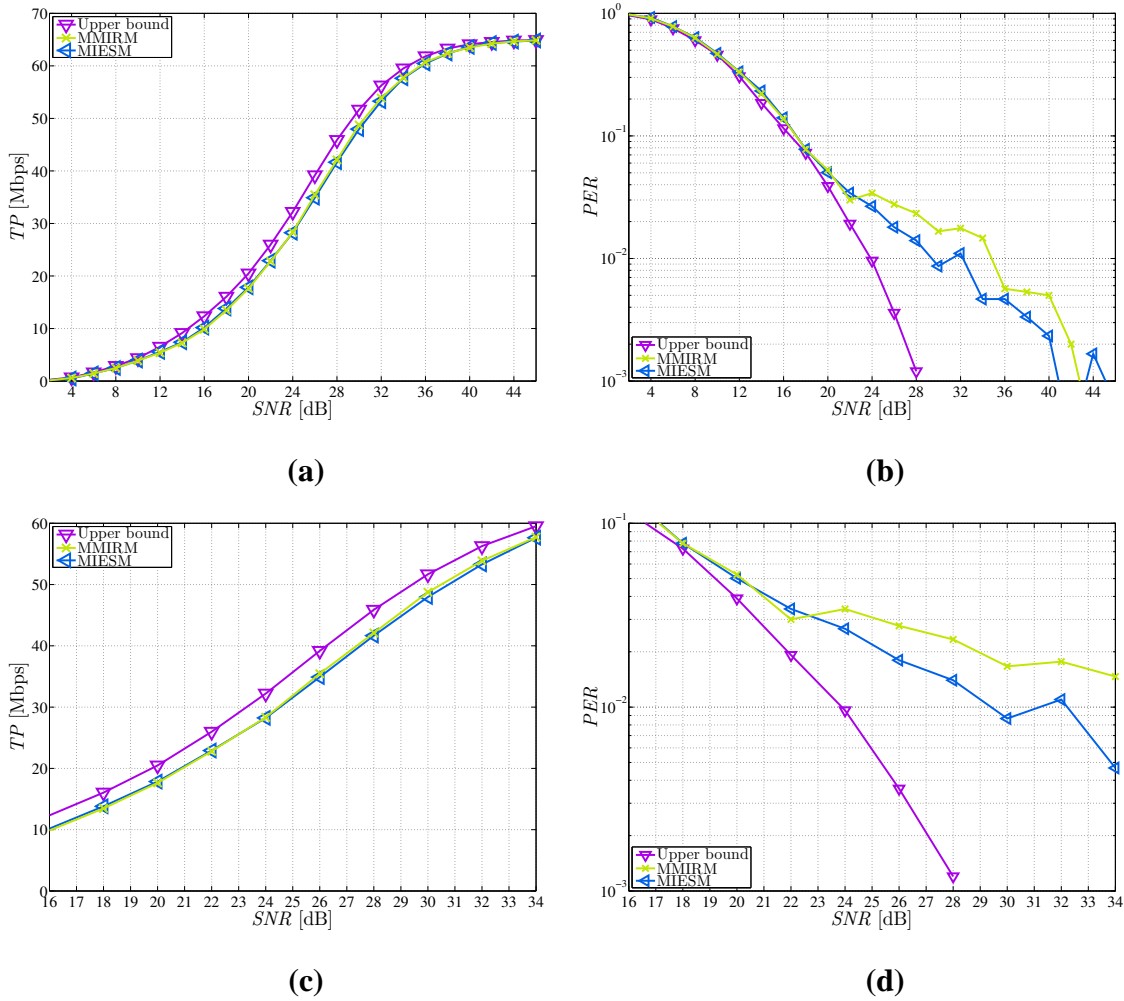 70
60
50
40
30
20
10
0
TP [Mbps]
Upper bound
MMIRM
MIESM
4 8 12 16 20 24 28 32 36 40 44
SNR [dB]
(a)
10^0
10^-1
10^-2
10^-3
PER
Upper bound
MMIRM
MIESM
4 8 12 16 20 24 28 32 36 40 44
SNR [dB]
(b)
60
50
40
30
20
10
0
TP [Mbps]
Upper bound
MMIRM
MIESM
16 17 18 19 20 21 22 23 24 25 26 27 28 29 30 31 32 33 34
SNR [dB]
(c)
10^-1
10^-2
10^-3
PER
Upper bound
MMIRM
MIESM
16 17 18 19 20 21 22 23 24 25 26 27 28 29 30 31 32 33 34
SNR [dB]
(d)